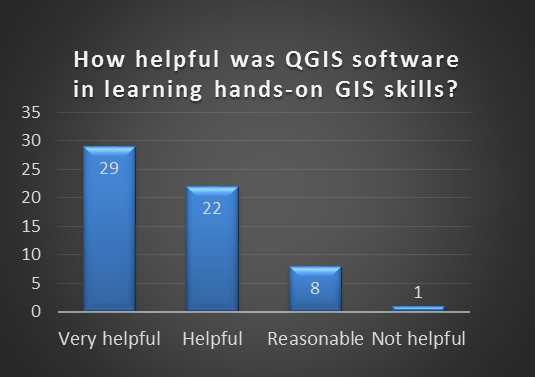 How helpful was QGIS software
in learning hands-on GIS skills?
35
30
25
20
15
10
5
0
29
22
8
1
Very helpful
Helpful
Reasonable
Not helpful